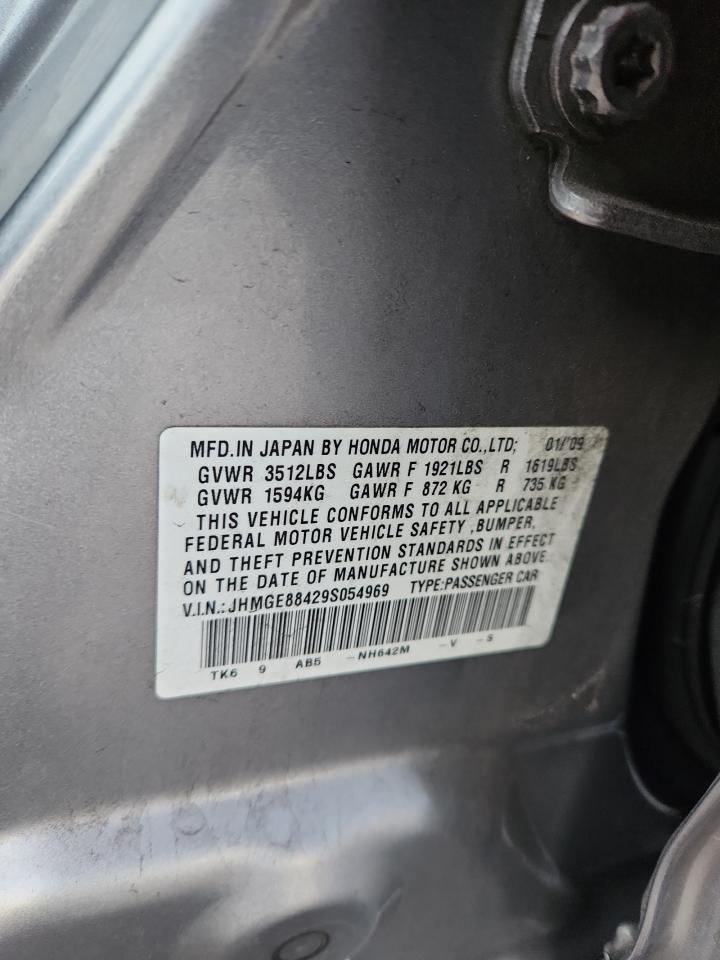 MFD.IN JAPAN BY HONDA MOTOR CO.,LTD; 01/'09
GVWR 3512LBS GAWR F 1921LBS R 1619LBS
GVWR 1594KG GAWR F 872 KG R 735 KG
THIS VEHICLE CONFORMS TO ALL APPLICABLE
FEDERAL MOTOR VEHICLE SAFETY ,BUMPER,
AND THEFT PREVENTION STANDARDS IN EFFECT
ON THE DATE OF MANUFACTURE SHOWN ABOVE.
V.I.N.: JHMGE88429S054969 TYPE:PASSENGER CAR
TK6 9 AB5 -NH642M -V -S